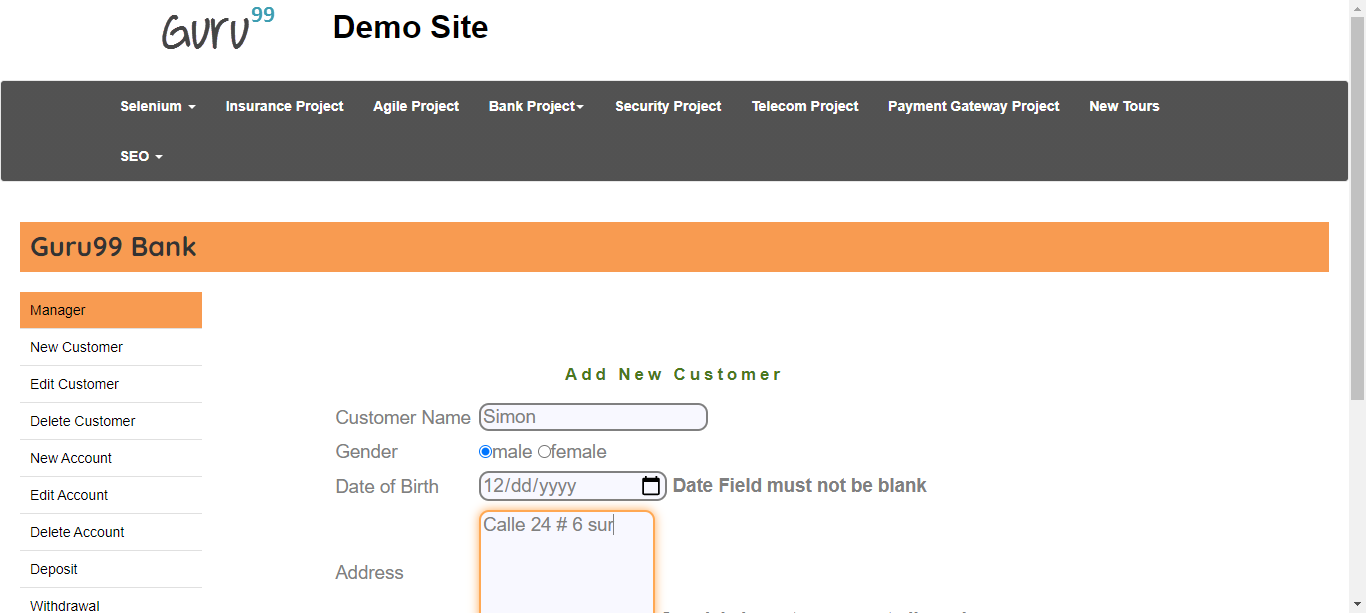 Guru99 Demo Site
Selenium Insurance Project Agile Project Bank Project Security Project Telecom Project Payment Gateway Project New Tours
SEO
Guru99 Bank
Manager
New Customer
Edit Customer
Delete Customer
New Account
Edit Account
Delete Account
Deposit
Withdrawal
Add New Customer
Customer Name Simon
Gender male female
Date of Birth 12/dd/yyyy Date Field must not be blank
Calle 24 # 6 sur
Address